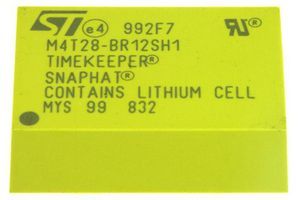 ST e4 992F7
M4T28-BR12SH1
TIMEKEEPER®
SNAPHAT®
CONTAINS LITHIUM CELL
MYS 99 832